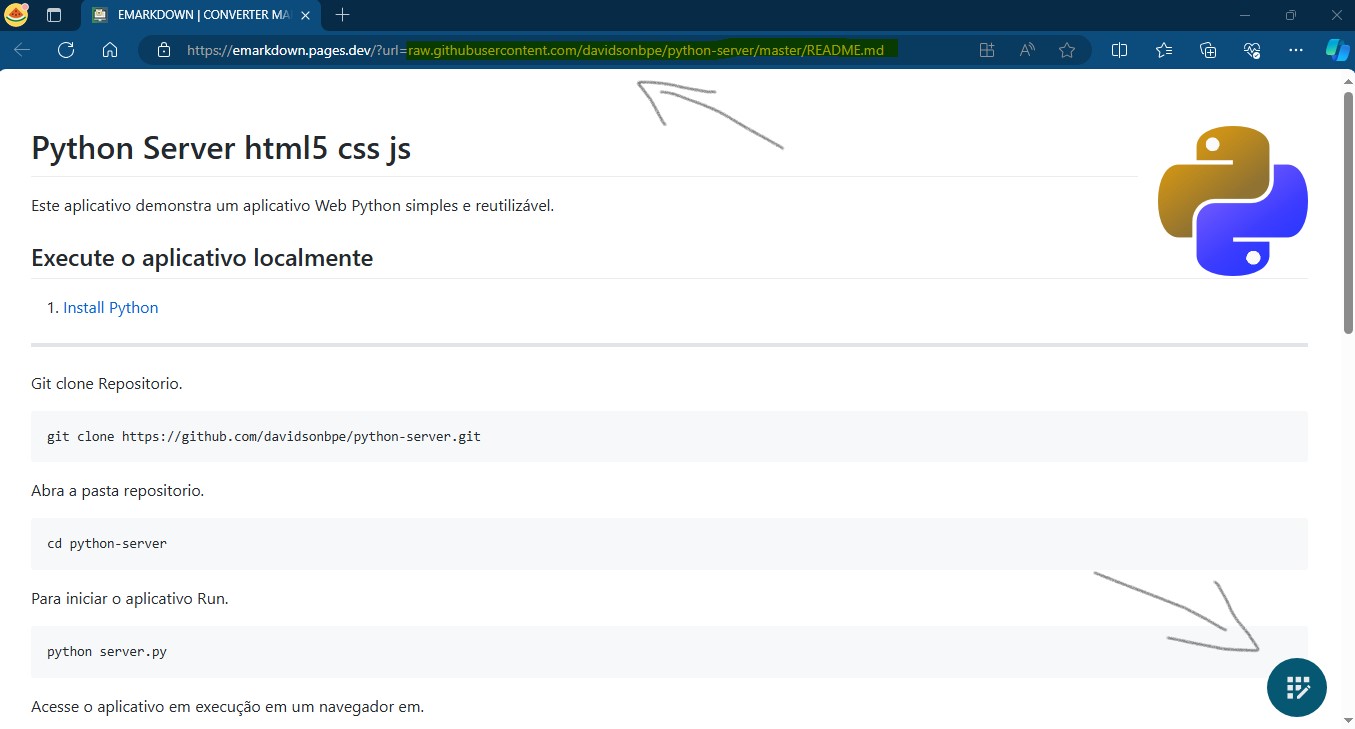 EMARKDOWN | CONVERTER MA
https://emarkdown.pages.dev/?url=raw.githubusercontent.com/davidsonbpe/python-server/master/README.md
Python Server html5 css js
Este aplicativo demonstra um aplicativo Web Python simples e reutilizável.
Execute o aplicativo localmente
1. Install Python
Git clone Repositorio.
git clone https://github.com/davidsonbpe/python-server.git
Abra a pasta repositorio.
cd python-server
Para iniciar o aplicativo Run.
python server.py
Acesse o aplicativo em execução em um navegador em.